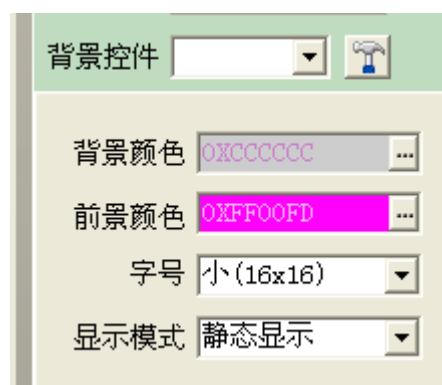 背景控件
背景颜色 0XCCCCCC ...
前景颜色 0XFF00FD ...
字号 小(16x16)
显示模式 静态显示